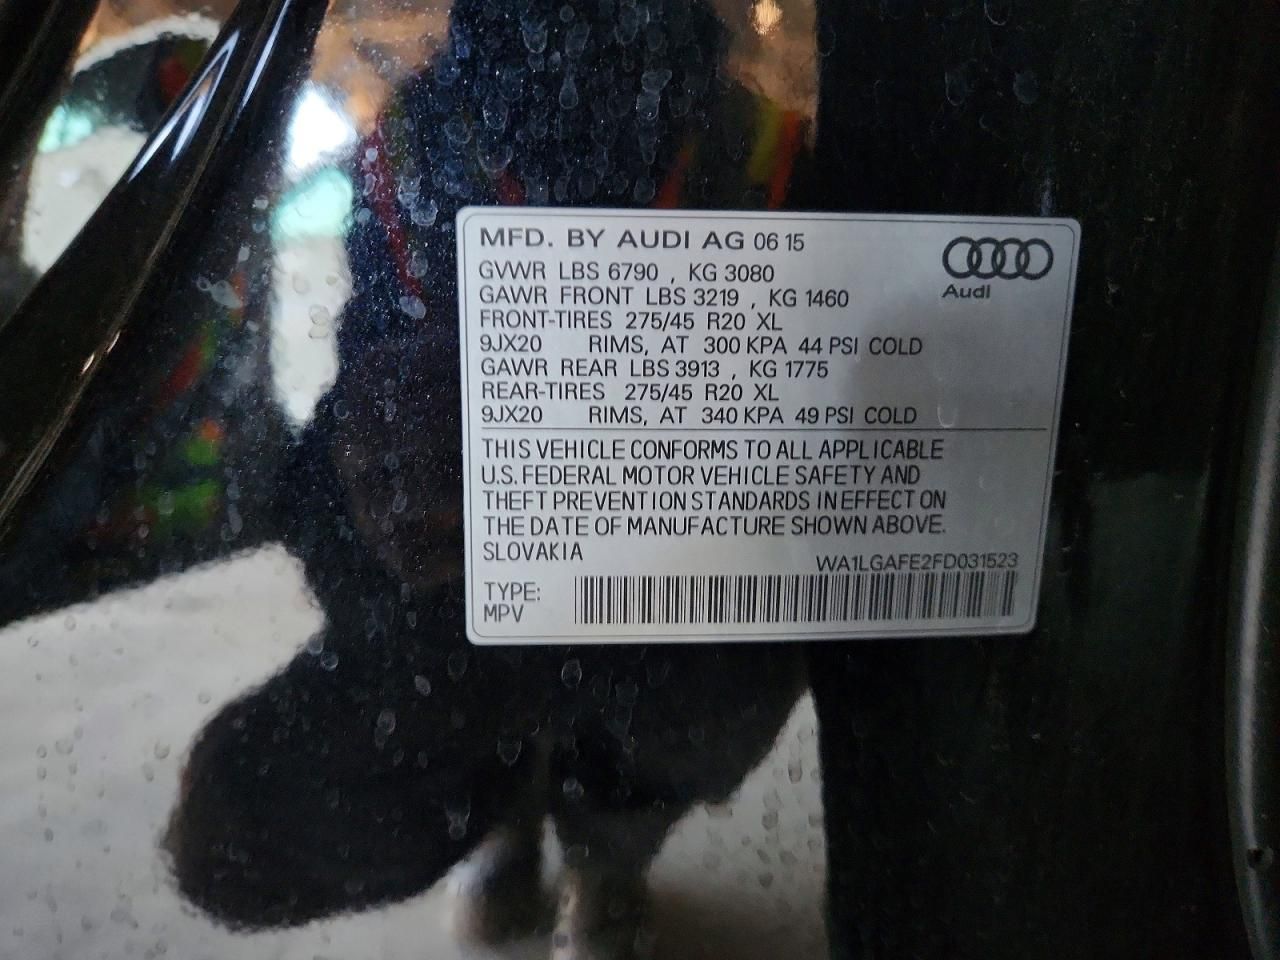 MFD. BY AUDI AG 06 15
Audi
GVWR LBS 6790 , KG 3080
GAWR FRONT LBS 3219 , KG 1460
FRONT-TIRES 275/45 R20 XL
9JX20 RIMS, AT 300 KPA 44 PSI COLD
GAWR REAR LBS 3913 , KG 1775
REAR-TIRES 275/45 R20 XL
9JX20 RIMS, AT 340 KPA 49 PSI COLD
THIS VEHICLE CONFORMS TO ALL APPLICABLE
U.S. FEDERAL MOTOR VEHICLE SAFETY AND
THEFT PREVENTION STANDARDS IN EFFECT ON
THE DATE OF MANUFACTURE SHOWN ABOVE.
SLOVAKIA
WA1LGAFE2FD031523
TYPE:
MPV